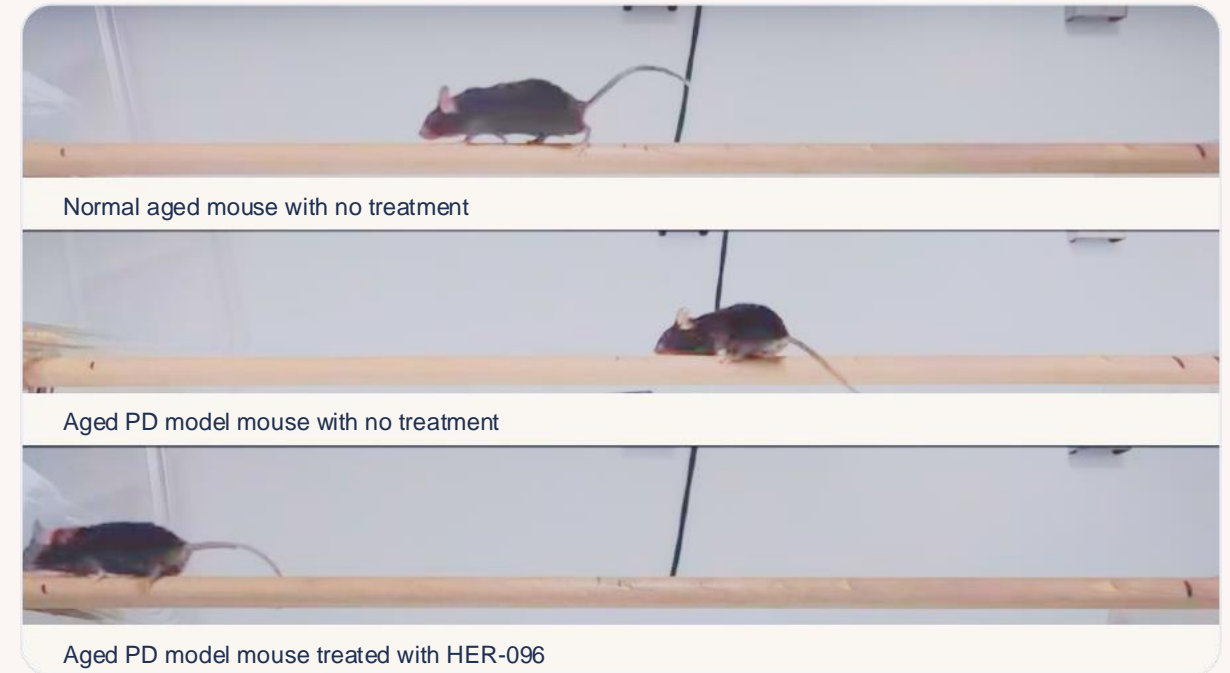 Normal aged mouse with no treatment
Aged PD model mouse with no treatment
Aged PD model mouse treated with HER-096